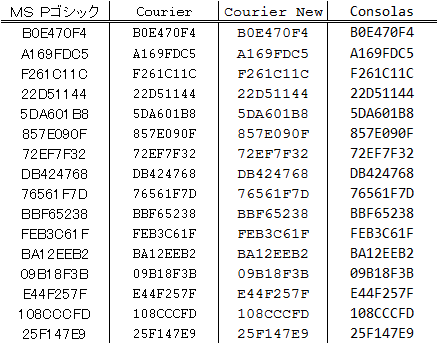 MS Pゴシック Courier Courier New Consolas
B0E470F4 B0E470F4 B0E470F4 B0E470F4
A169FDC5 A169FDC5 A169FDC5 A169FDC5
F261C11C F261C11C F261C11C F261C11C
22D51144 22D51144 22D51144 22D51144
5DA601B8 5DA601B8 5DA601B8 5DA601B8
857E090F 857E090F 857E090F 857E090F
72EF7F32 72EF7F32 72EF7F32 72EF7F32
DB424768 DB424768 DB424768 DB424768
76561F7D 76561F7D 76561F7D 76561F7D
BBF65238 BBF65238 BBF65238 BBF65238
FEB3C61F FEB3C61F FEB3C61F FEB3C61F
BA12EEB2 BA12EEB2 BA12EEB2 BA12EEB2
09B18F3B 09B18F3B 09B18F3B 09B18F3B
E44F257F E44F257F E44F257F E44F257F
108CCCFD 108CCCFD 108CCCFD 108CCCFD
25F147E9 25F147E9 25F147E9 25F147E9